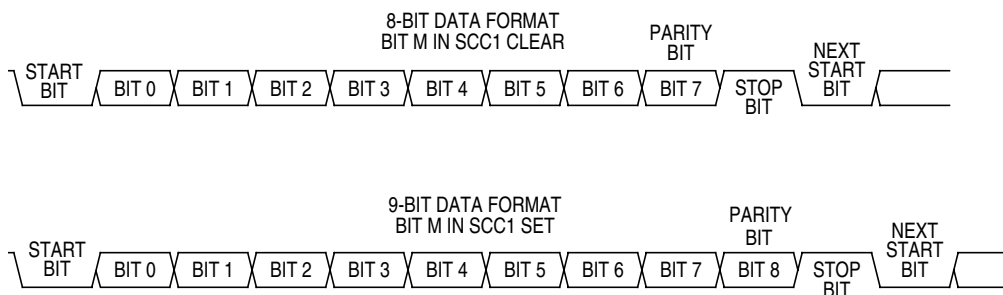 8-BIT DATA FORMAT
BIT M IN SCC1 CLEAR
PARITY
BIT
START
BIT
BIT 0
BIT 1
BIT 2
BIT 3
BIT 4
BIT 5
BIT 6
BIT 7
STOP
BIT
NEXT
START
BIT
9-BIT DATA FORMAT
BIT M IN SCC1 SET
PARITY
BIT
START
BIT
BIT 0
BIT 1
BIT 2
BIT 3
BIT 4
BIT 5
BIT 6
BIT 7
BIT 8
STOP
BIT
NEXT
START
BIT